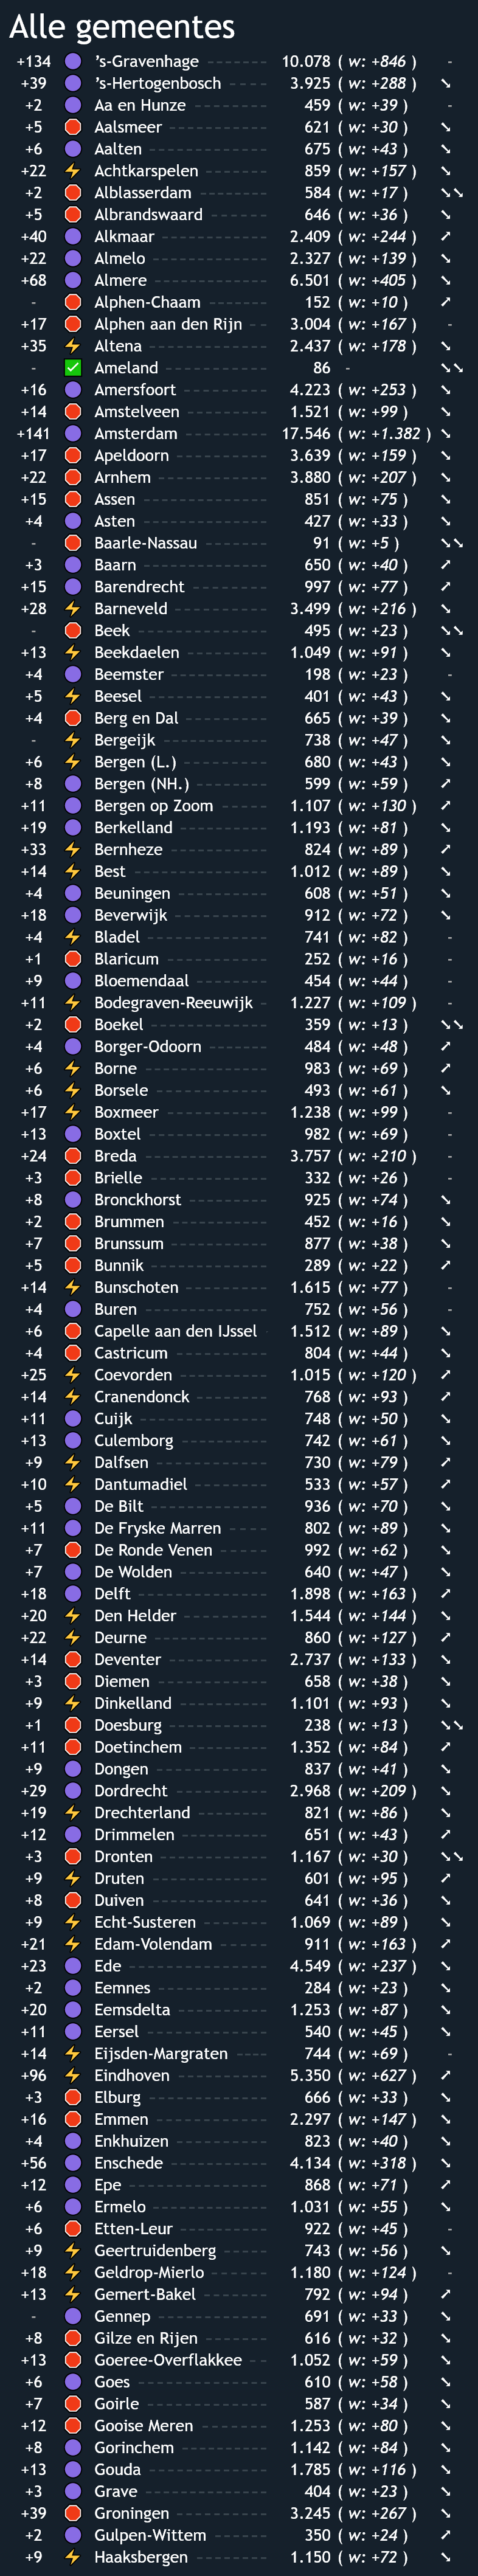 Alle gemeentes
+134 's-Gravenhage 10.078 ( w: +846 ) -
+39 's-Hertogenbosch 3.925 ( w: +288 ) ➘
+2 Aa en Hunze 459 ( w: +39 ) -
+5 Aalsmeer 621 ( w: +30 ) ➘
+6 Aalten 675 ( w: +43 ) ➘
+22 Achtkarspelen 859 ( w: +157 ) ➘
+2 Alblasserdam 584 ( w: +17 ) ➘➘
+5 Albrandswaard 646 ( w: +36 ) ➘
+40 Alkmaar 2.409 ( w: +244 ) ➚
+22 Almelo 2.327 ( w: +139 ) ➘
+68 Almere 6.501 ( w: +405 ) ➘
- Alphen-Chaam 152 ( w: +10 ) ➚
+17 Alphen aan den Rijn 3.004 ( w: +167 ) -
+35 Altena 2.437 ( w: +178 ) ➘
- Ameland 86 - ➘➘
+16 Amersfoort 4.223 ( w: +253 ) ➘
+14 Amstelveen 1.521 ( w: +99 ) ➘
+141 Amsterdam 17.546 ( w: +1.382 ) ➘
+17 Apeldoorn 3.639 ( w: +159 ) ➘
+22 Arnhem 3.880 ( w: +207 ) ➘
+15 Assen 851 ( w: +75 ) ➘
+4 Asten 427 ( w: +33 ) ➘
- Baarle-Nassau 91 ( w: +5 ) ➘➘
+3 Baarn 650 ( w: +40 ) ➚
+15 Barendrecht 997 ( w: +77 ) ➚
+28 Barneveld 3.499 ( w: +216 ) ➘
- Beek 495 ( w: +23 ) ➘➘
+13 Beekdaelen 1.049 ( w: +91 ) ➘
+4 Beemster 198 ( w: +23 ) -
+5 Beesel 401 ( w: +43 ) ➘
+4 Berg en Dal 665 ( w: +39 ) ➘
- Bergeijk 738 ( w: +47 ) ➘
+6 Bergen (L.) 680 ( w: +43 ) ➘
+8 Bergen (NH.) 599 ( w: +59 ) ➚
+11 Bergen op Zoom 1.107 ( w: +130 ) ➚
+19 Berkelland 1.193 ( w: +81 ) ➘
+33 Bernheze 824 ( w: +89 ) ➚
+14 Best 1.012 ( w: +89 ) ➘
+4 Beuningen 608 ( w: +51 ) ➘
+18 Beverwijk 912 ( w: +72 ) ➘
+4 Bladel 741 ( w: +82 ) -
+1 Blaricum 252 ( w: +16 ) -
+9 Bloemendaal 454 ( w: +44 ) -
+11 Bodegraven-Reeuwijk 1.227 ( w: +109 ) -
+2 Boekel 359 ( w: +13 ) ➘➘
+4 Borger-Odoorn 484 ( w: +48 ) ➚
+6 Borne 983 ( w: +69 ) ➚
+6 Borsele 493 ( w: +61 ) ➘
+17 Boxmeer 1.238 ( w: +99 ) -
+13 Boxtel 982 ( w: +69 ) -
+24 Breda 3.757 ( w: +210 ) -
+3 Brielle 332 ( w: +26 ) -
+8 Bronckhorst 925 ( w: +74 ) ➘
+2 Brummen 452 ( w: +16 ) ➘
+7 Brunssum 877 ( w: +38 ) ➘
+5 Bunnik 289 ( w: +22 ) ➚
+14 Bunschoten 1.615 ( w: +77 ) -
+4 Buren 752 ( w: +56 ) -
+6 Capelle aan den IJssel 1.512 ( w: +89 ) ➘
+4 Castricum 804 ( w: +44 ) ➘
+25 Coevorden 1.015 ( w: +120 ) ➚
+14 Cranendonck 768 ( w: +93 ) ➚
+11 Cuijk 748 ( w: +50 ) ➘
+13 Culemborg 742 ( w: +61 ) ➘
+9 Dalfsen 730 ( w: +79 ) ➚
+10 Dantumadiel 533 ( w: +57 ) ➚
+5 De Bilt 936 ( w: +70 ) ➘
+11 De Fryske Marren 802 ( w: +89 ) ➘
+7 De Ronde Venen 992 ( w: +62 ) ➘
+7 De Wolden 640 ( w: +47 ) ➘
+18 Delft 1.898 ( w: +163 ) ➚
+20 Den Helder 1.544 ( w: +144 ) ➘
+22 Deurne 860 ( w: +127 ) ➚
+14 Deventer 2.737 ( w: +133 ) ➘
+3 Diemen 658 ( w: +38 ) ➘
+9 Dinkelland 1.101 ( w: +93 ) ➘
+1 Doesburg 238 ( w: +13 ) ➘➘
+11 Doetinchem 1.352 ( w: +84 ) ➚
+9 Dongen 837 ( w: +41 ) ➘
+29 Dordrecht 2.968 ( w: +209 ) ➘
+19 Drechterland 821 ( w: +86 ) ➘
+12 Drimmelen 651 ( w: +43 ) ➚
+3 Dronten 1.167 ( w: +30 ) ➘➘
+9 Druten 601 ( w: +95 ) ➚
+8 Duiven 641 ( w: +36 ) ➘
+9 Echt-Susteren 1.069 ( w: +89 ) ➘
+21 Edam-Volendam 911 ( w: +163 ) ➚
+23 Ede 4.549 ( w: +237 ) ➘
+2 Eemnes 284 ( w: +23 ) ➘
+20 Eemsdelta 1.253 ( w: +87 ) ➘
+11 Eersel 540 ( w: +45 ) ➘
+14 Eijsden-Margraten 744 ( w: +69 ) -
+96 Eindhoven 5.350 ( w: +627 ) ➚
+3 Elburg 666 ( w: +33 ) ➘
+16 Emmen 2.297 ( w: +147 ) ➘
+4 Enkhuizen 823 ( w: +40 ) ➘
+56 Enschede 4.134 ( w: +318 ) ➘
+12 Epe 868 ( w: +71 ) ➚
+6 Ermelo 1.031 ( w: +55 ) ➘
+6 Etten-Leur 922 ( w: +45 ) -
+9 Geertruidenberg 743 ( w: +56 ) ➘
+18 Geldrop-Mierlo 1.180 ( w: +124 ) -
+13 Gemert-Bakel 792 ( w: +94 ) ➚
- Gennep 691 ( w: +33 ) ➘
+8 Gilze en Rijen 616 ( w: +32 ) ➘
+13 Goeree-Overflakkee 1.052 ( w: +59 ) ➘
+6 Goes 610 ( w: +58 ) ➘
+7 Goirle 587 ( w: +34 ) ➘
+12 Gooise Meren 1.253 ( w: +80 ) ➘
+8 Gorinchem 1.142 ( w: +84 ) ➘
+13 Gouda 1.785 ( w: +116 ) ➘
+3 Grave 404 ( w: +23 ) ➘
+39 Groningen 3.245 ( w: +267 ) ➘
+2 Gulpen-Wittem 350 ( w: +24 ) ➚
+9 Haaksbergen 1.150 ( w: +72 ) ➘